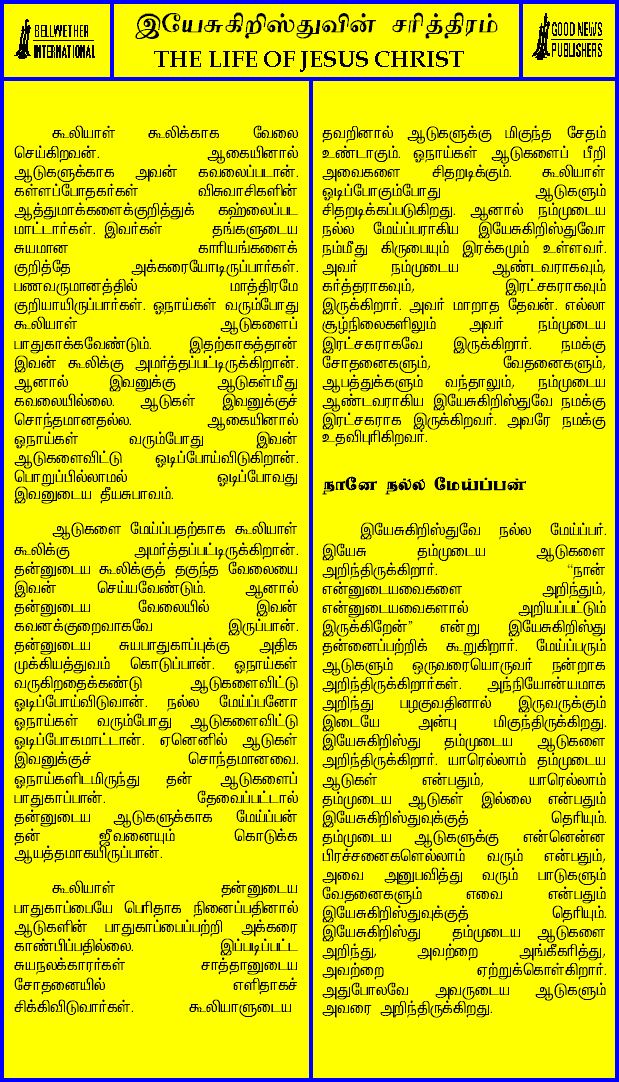 BELLWETHER
INTERNATIONAL
இயேசுகிறிஸ்துவின் சரித்திரம்
THE LIFE OF JESUS CHRIST
GOOD NEWS
PUBLISHERS
கூலியாள் கூலிக்காக வேலை
செய்கிறவன். ஆகையினால்
ஆடுகளுக்காக அவன் கவலைப்படான்.
கள்ளப்போதகர்கள் விசுவாசிகளின்
ஆத்துமாக்களைக்குறித்துக் கஹலைப்பட
மாட்டார்கள். இவர்கள் தங்களுடைய
சுயமான காரியங்களைக்
குறித்தே அக்கரையோடிருப்பார்கள்.
பணவருமானத்தில் மாத்திரமே
குறியாயிருப்பார்கள். ஓநாய்கள் வரும்போது
கூலியாள் ஆடுகளைப்
பாதுகாக்கவேண்டும். இதற்காகத்தான்
இவன் கூலிக்கு அமர்த்தப்பட்டிருக்கிறான்.
ஆனால் இவனுக்கு ஆடுகள்மீது
கவலையில்லை. ஆடுகள் இவனுக்குச்
சொந்தமானதல்ல. ஆகையினால்
ஓநாய்கள் வரும்போது இவன்
ஆடுகளைவிட்டு ஓடிப்போய்விடுகிறான்.
பொறுப்பில்லாமல் ஓடிப்போவது
இவனுடைய தீயசுபாவம்.
ஆடுகளை மேய்ப்பதற்காக கூலியாள்
கூலிக்கு அமர்த்தப்பட்டிருக்கிறான்.
தன்னுடைய கூலிக்குத் தகுந்த வேலையை
இவன் செய்யவேண்டும். ஆனால்
தன்னுடைய வேலையில் இவன்
கவனக்குறைவாகவே இருப்பான்.
தன்னுடைய சுயபாதுகாப்புக்கு அதிக
முக்கியத்துவம் கொடுப்பான். ஓநாய்கள்
வருகிறதைக்கண்டு ஆடுகளைவிட்டு
ஓடிப்போய்விடுவான். நல்ல மேய்ப்பனோ
ஓநாய்கள் வரும்போது ஆடுகளைவிட்டு
ஓடிப்போகமாட்டான். ஏனெனில் ஆடுகள்
இவனுக்குச் சொந்தமானவை.
ஓநாய்களிடமிருந்து தன் ஆடுகளைப்
பாதுகாப்பான். தேவைப்பட்டால்
தன்னுடைய ஆடுகளுக்காக மேய்ப்பன்
தன் ஜீவனையும் கொடுக்க
ஆயத்தமாகயிருப்பான்.
கூலியாள் தன்னுடைய
பாதுகாப்பையே பெரிதாக நினைப்பதினால்
ஆடுகளின் பாதுகாப்பைப்பற்றி அக்கரை
காண்பிப்பதில்லை. இப்படிப்பட்ட
சுயநலக்காரர்கள் சாத்தானுடைய
சோதனையில் எளிதாகச்
சிக்கிவிடுவார்கள். கூலியாளுடைய
தவறினால் ஆடுகளுக்கு மிகுந்த சேதம்
உண்டாகும். ஓநாய்கள் ஆடுகளைப் பீறி
அவைகளை சிதறடிக்கும். கூலியாள்
ஓடிப்போகும்போது ஆடுகளும்
சிதறடிக்கப்படுகிறது. ஆனால் நம்முடைய
நல்ல மேய்ப்பராகிய இயேசுகிறிஸ்துவோ
நம்மீது கிருபையும் இரக்கமும் உள்ளவர்.
அவர் நம்முடைய ஆண்டவராகவும்,
கர்த்தராகவும், இரட்சகராகவும்
இருக்கிறார். அவர் மாறாத தேவன். எல்லா
சூழ்நிலைகளிலும் அவர் நம்முடைய
இரட்சகராகவே இருக்கிறார். நமக்கு
சோதனைகளும், வேதனைகளும்,
ஆபத்துக்களும் வந்தாலும், நம்முடைய
ஆண்டவராகிய இயேசுகிறிஸ்துவே நமக்கு
இரட்சகராக இருக்கிறவர். அவரே நமக்கு
உதவிபுரிகிறவர்.
நானே நல்ல மேய்ப்பன்
இயேசுகிறிஸ்துவே நல்ல மேய்ப்பர்.
இயேசு தம்முடைய ஆடுகளை
அறிந்திருக்கிறார். “நான்
என்னுடையவைகளை அறிந்தும்,
என்னுடையவைகளால் அறியப்பட்டும்
இருக்கிறேன்” என்று இயேசுகிறிஸ்து
தன்னைப்பற்றிக் கூறுகிறார். மேய்ப்பரும்
ஆடுகளும் ஒருவரையொருவர் நன்றாக
அறிந்திருக்கிறார்கள். அந்நியோன்யமாக
அறிந்து பழகுவதினால் இருவருக்கும்
இடையே அன்பு மிகுந்திருக்கிறது.
இயேசுகிறிஸ்து தம்முடைய ஆடுகளை
அறிந்திருக்கிறார். யாரெல்லாம் தம்முடைய
ஆடுகள் என்பதும், யாரெல்லாம்
தம்முடைய ஆடுகள் இல்லை என்பதும்
இயேசுகிறிஸ்துவுக்குத் தெரியும்.
தம்முடைய ஆடுகளுக்கு என்னென்ன
பிரச்சனைகளெல்லாம் வரும் என்பதும்,
அவை அனுபவித்து வரும் பாடுகளும்
வேதனைகளும் எவை என்பதும்
இயேசுகிறிஸ்துவுக்குத் தெரியும்.
இயேசுகிறிஸ்து தம்முடைய ஆடுகளை
அறிந்து, அவற்றை அங்கீகரித்து,
அவற்றை ஏற்றுக்கொள்கிறார்.
அதுபோலவே அவருடைய ஆடுகளும்
அவரை அறிந்திருக்கிறது.